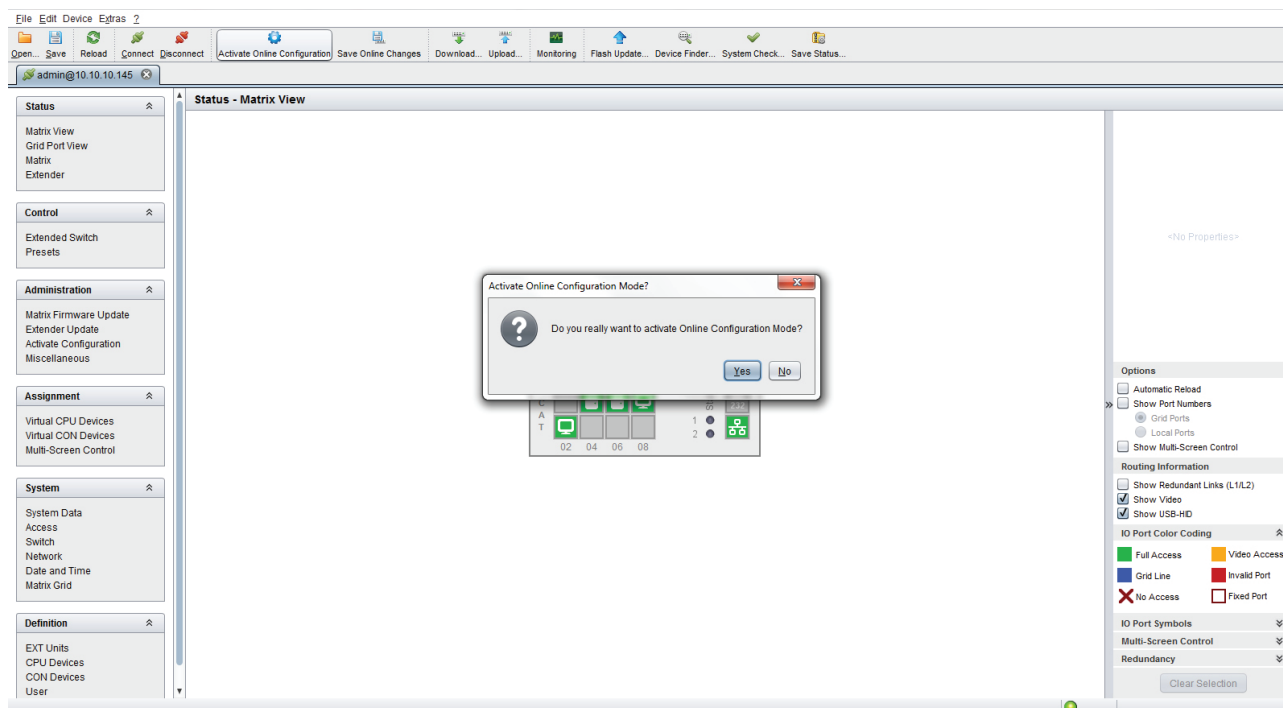 File Edit Device Extras ?
Open... Save Reload Connect Disconnect Activate Online Configuration Save Online Changes Download... Upload... Monitoring Flash Update... Device Finder... System Check... Save Status...
admin@10.10.10.145
Status
Matrix View
Grid Port View
Matrix
Extender
Control
Extended Switch
Presets
Administration
Matrix Firmware Update
Extender Update
Activate Configuration
Miscellaneous
Assignment
Virtual CPU Devices
Virtual CON Devices
Multi-Screen Control
System
System Data
Access
Switch
Network
Date and Time
Matrix Grid
Definition
EXT Units
CPU Devices
CON Devices
User
Status - Matrix View
Activate Online Configuration Mode?
Do you really want to activate Online Configuration Mode?
Yes No
C
A
T
1
2
02 04 06 08
<No Properties>
Options
Automatic Reload
Show Port Numbers
Grid Ports
Local Ports
Show Multi-Screen Control
Routing Information
Show Redundant Links (L1/L2)
Show Video
Show USB-HID
IO Port Color Coding
Full Access Video Access
Grid Line Invalid Port
No Access Fixed Port
IO Port Symbols
Multi-Screen Control
Redundancy
Clear Selection